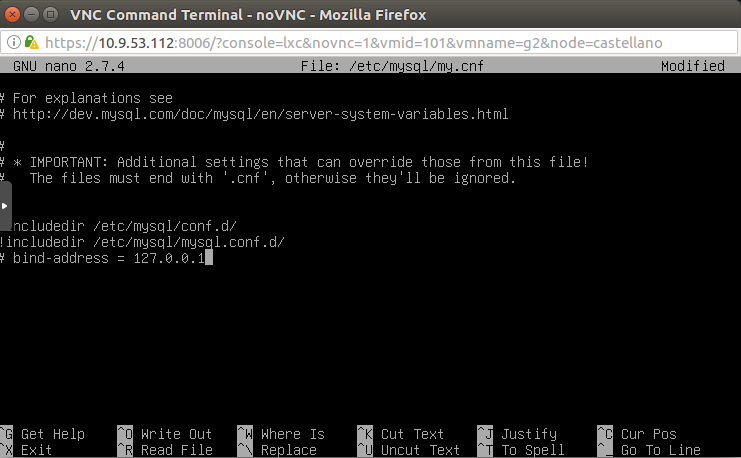 VNC Command Terminal - noVNC - Mozilla Firefox
https://10.9.53.112:8006/?console=lxc&novnc=1&vmid=101&vmname=g2&node=castellano
GNU nano 2.7.4 File: /etc/mysql/my.cnf Modified
# For explanations see
# http://dev.mysql.com/doc/mysql/en/server-system-variables.html
#
# * IMPORTANT: Additional settings that can override those from this file!
#   The files must end with '.cnf', otherwise they'll be ignored.
includedir /etc/mysql/conf.d/
!includedir /etc/mysql/mysql.conf.d/
# bind-address = 127.0.0.1
^G Get Help ^O Write Out ^W Where Is ^K Cut Text ^J Justify ^C Cur Pos
^X Exit ^R Read File ^\ Replace ^U Uncut Text ^T To Spell ^_ Go To Line